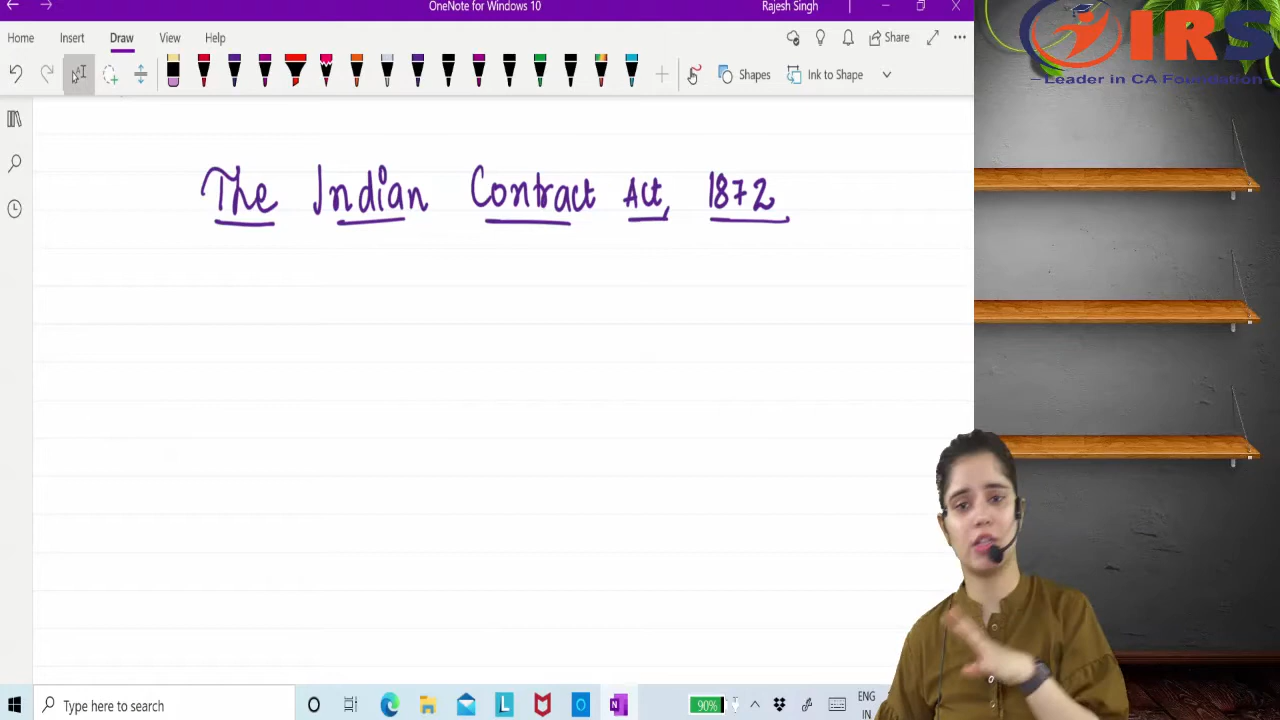 OneNote for Windows 10
Rajesh Singh
Home Insert Draw View Help
Share
Shapes
Ink to Shape
IRS
Leader in CA Foundation
The Indian Contract Act, 1872
Type here to search
90%
ENG
IN